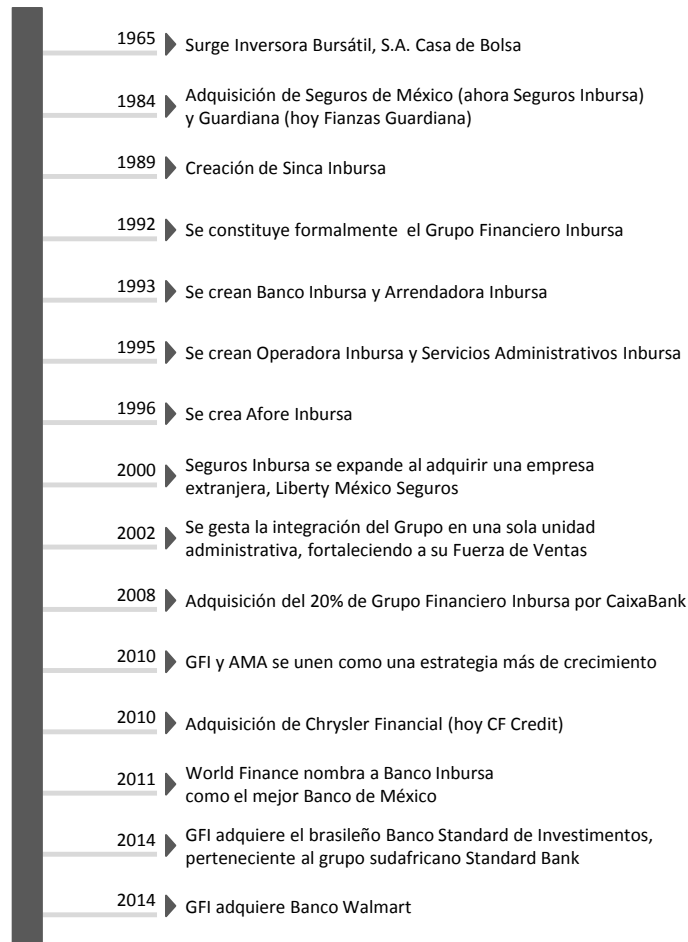 1965
Surge Inversora Bursátil, S.A. Casa de Bolsa
1984
Adquisición de Seguros de México (ahora Seguros Inbursa)
y Guardiana (hoy Fianzas Guardiana)
1989
Creación de Sinca Inbursa
1992
Se constituye formalmente el Grupo Financiero Inbursa
1993
Se crean Banco Inbursa y Arrendadora Inbursa
1995
Se crean Operadora Inbursa y Servicios Administrativos Inbursa
1996
Se crea Afore Inbursa
2000
Seguros Inbursa se expande al adquirir una empresa
extranjera, Liberty México Seguros
2002
Se gesta la integración del Grupo en una sola unidad
administrativa, fortaleciendo a su Fuerza de Ventas
2008
Adquisición del 20% de Grupo Financiero Inbursa por CaixaBank
2010
GFI y AMA se unen como una estrategia más de crecimiento
2010
Adquisición de Chrysler Financial (hoy CF Credit)
2011
World Finance nombra a Banco Inbursa
como el mejor Banco de México
2014
GFI adquiere el brasileño Banco Standard de Investimentos,
perteneciente al grupo sudafricano Standard Bank
2014
GFI adquiere Banco Walmart